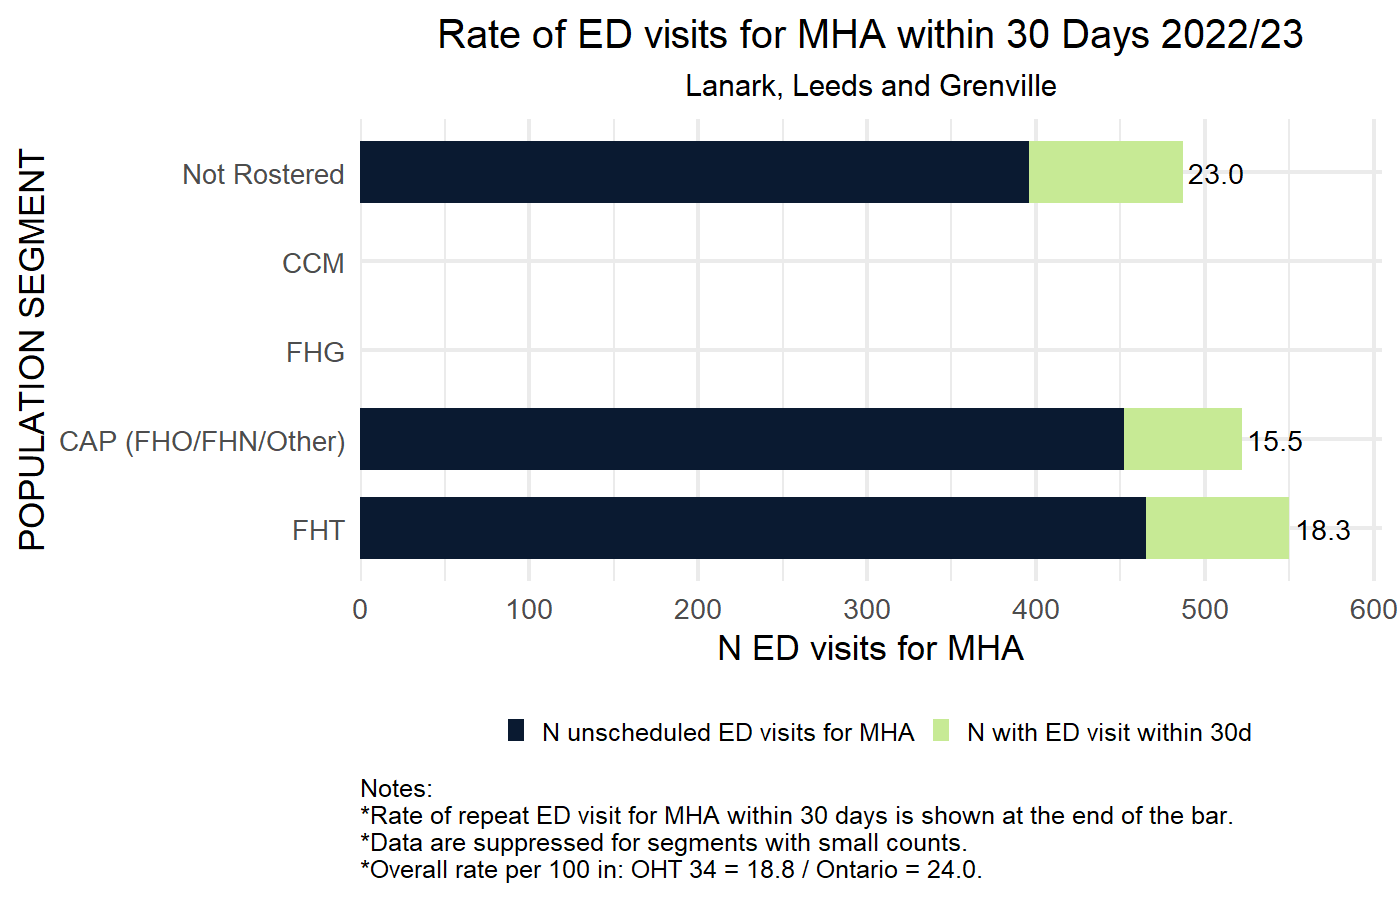 Rate of ED visits for MHA within 30 Days 2022/23
Lanark, Leeds and Grenville
POPULATION SEGMENT
Not Rostered
23.0
CCM
FHG
CAP (FHO/FHN/Other)
15.5
FHT
18.3
0 100 200 300 400 500 600
N ED visits for MHA
N unscheduled ED visits for MHA N with ED visit within 30d
Notes:
*Rate of repeat ED visit for MHA within 30 days is shown at the end of the bar.
*Data are suppressed for segments with small counts.
*Overall rate per 100 in: OHT 34 = 18.8 / Ontario = 24.0.